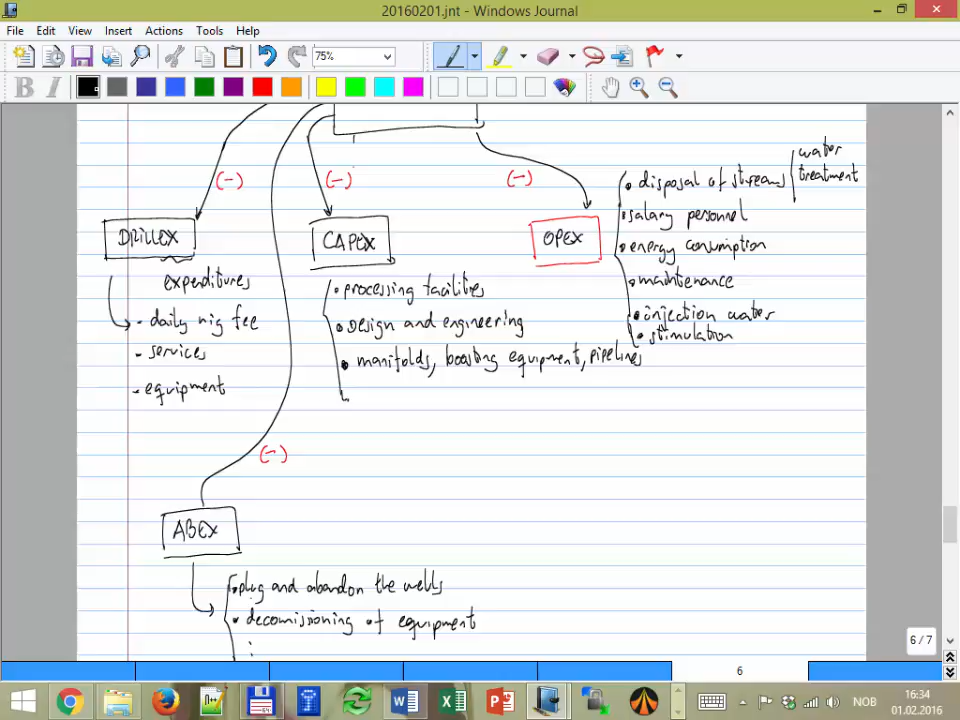 20160201.jnt - Windows Journal
File Edit View Insert Actions Tools Help
75%
B I
(-) (-) (-)
DRILLEX
expenditures
- daily rig fee
- services
- equipment
CAPEX
• processing facilities
• Design and engineering
• manifolds, boosting equipment, pipelines
OPEX
• disposal of streams
water
treatment
• salary personnel
• energy consumption
• maintenance
• injection water
• stimulation
(-)
ABEX
• plug and abandon the wells
• decomissioning of equipment
:
6 / 7
6
NOB
16:34
01.02.2016